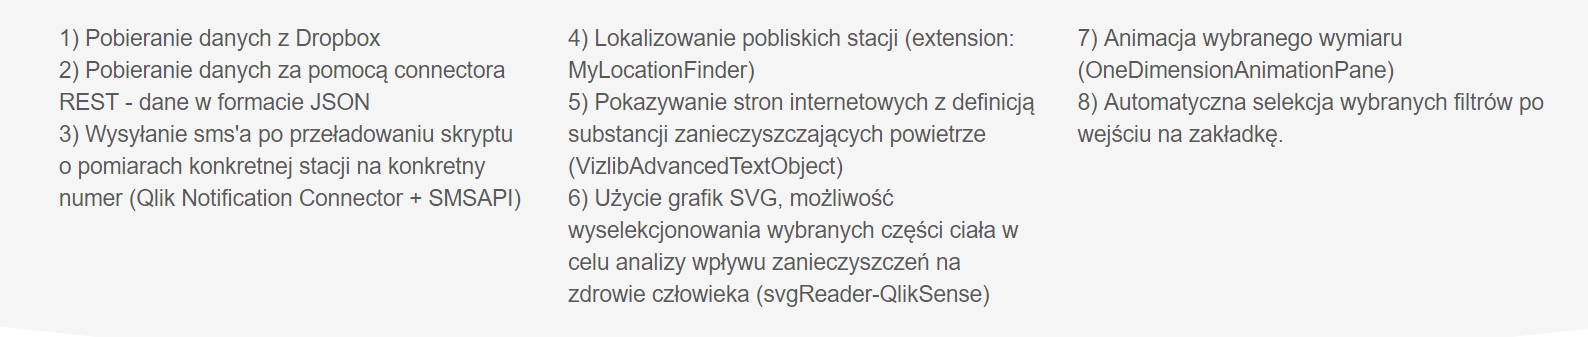 1) Pobieranie danych z Dropbox
2) Pobieranie danych za pomocą connectora
REST - dane w formacie JSON
3) Wysyłanie sms'a po przeładowaniu skryptu
o pomiarach konkretnej stacji na konkretny
numer (Qlik Notification Connector + SMSAPI)
4) Lokalizowanie pobliskich stacji (extension:
MyLocationFinder)
5) Pokazywanie stron internetowych z definicją
substancji zanieczyszczających powietrze
(VizlibAdvancedTextObject)
6) Użycie grafik SVG, możliwość
wyselekcjonowania wybranych części ciała w
celu analizy wpływu zanieczyszczeń na
zdrowie człowieka (svgReader-QlikSense)
7) Animacja wybranego wymiaru
(OneDimensionAnimationPane)
8) Automatyczna selekcja wybranych filtrów po
wejściu na zakładkę.